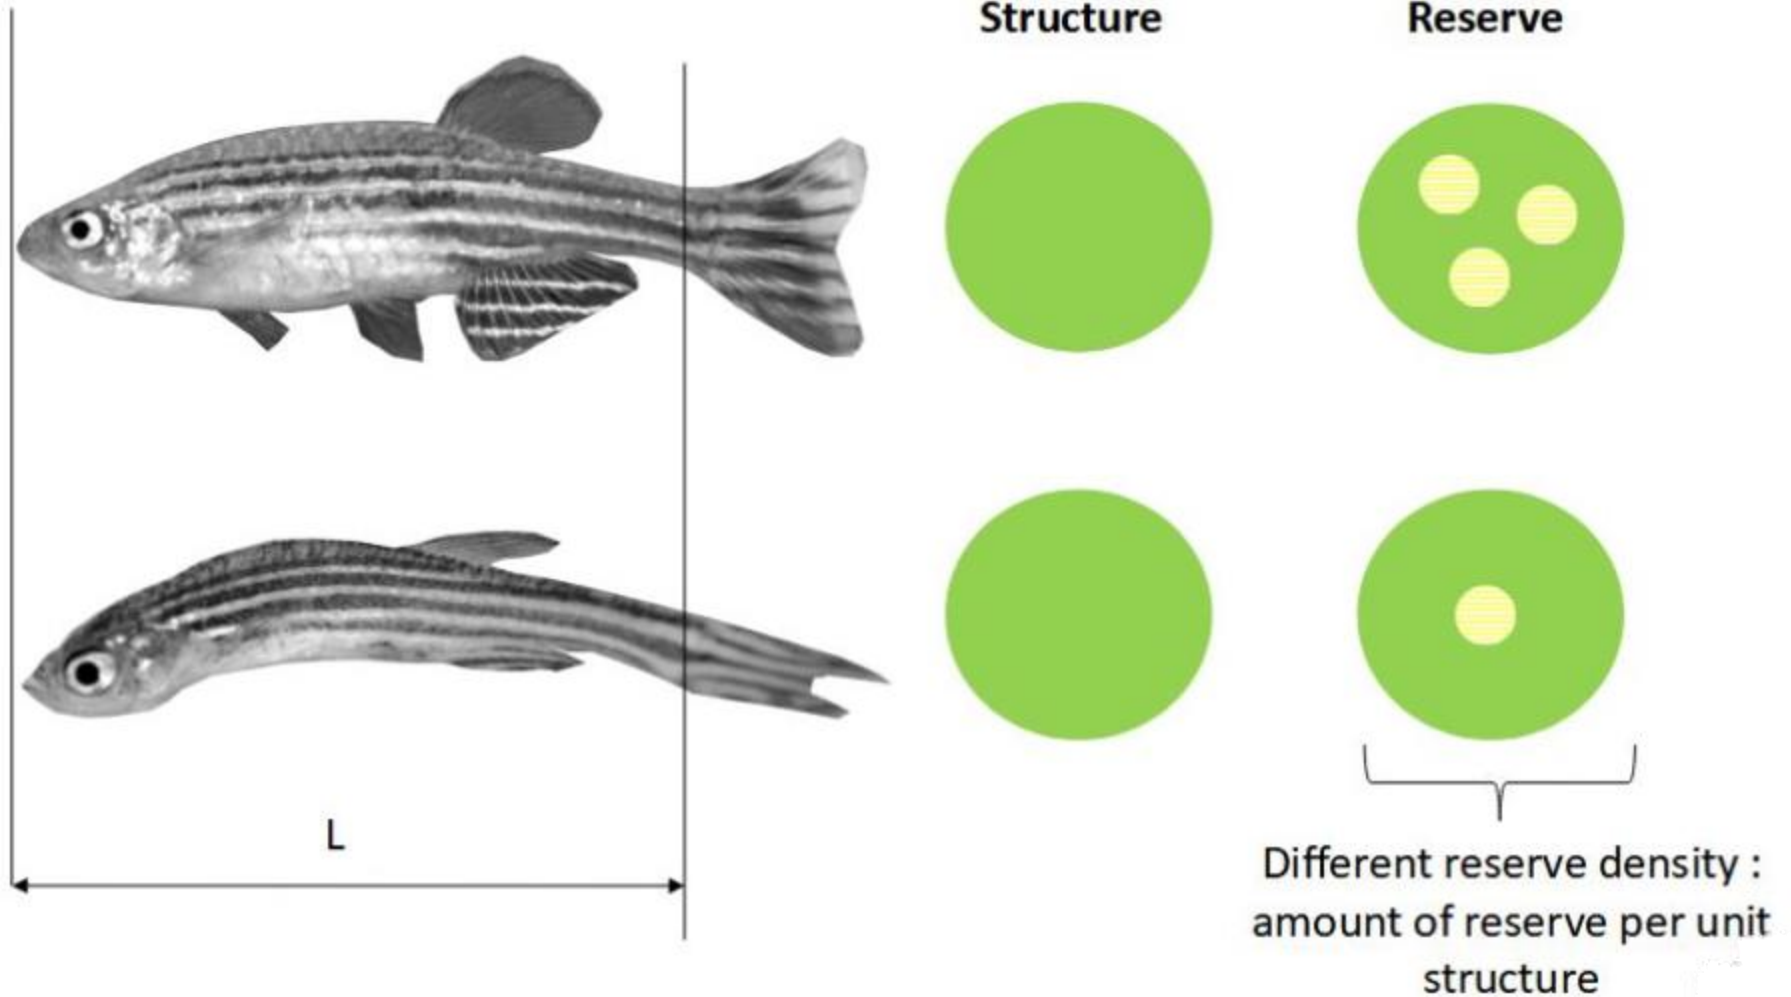 Structure
Reserve
L
Different reserve density :
amount of reserve per unit
structure